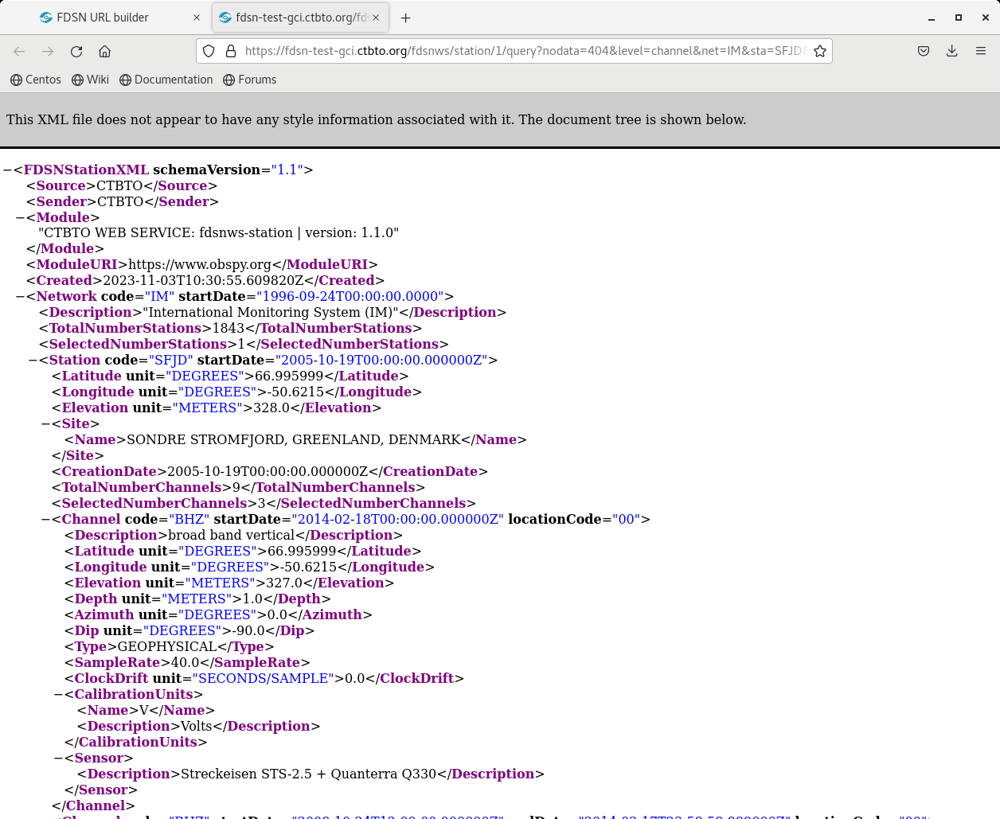 FDSN URL builder
fdsn-test-gci.ctbto.org/fds
https://fdsn-test-gci.ctbto.org/fdsnws/station/1/query?nodata=404&level=channel&net=IM&sta=SFJD&
Centos Wiki Documentation Forums
This XML file does not appear to have any style information associated with it. The document tree is shown below.
−<FDSNStationXML schemaVersion="1.1">
<Source>CTBTO</Source>
<Sender>CTBTO</Sender>
−<Module>
"CTBTO WEB SERVICE: fdsnws-station | version: 1.1.0"
</Module>
<ModuleURI>https://www.obspy.org</ModuleURI>
<Created>2023-11-03T10:30:55.609820Z</Created>
−<Network code="IM" startDate="1996-09-24T00:00:00.0000">
<Description>"International Monitoring System (IM)"</Description>
<TotalNumberStations>1843</TotalNumberStations>
<SelectedNumberStations>1</SelectedNumberStations>
−<Station code="SFJD" startDate="2005-10-19T00:00:00.000000Z">
<Latitude unit="DEGREES">66.995999</Latitude>
<Longitude unit="DEGREES">-50.6215</Longitude>
<Elevation unit="METERS">328.0</Elevation>
−<Site>
<Name>SONDRE STROMFJORD, GREENLAND, DENMARK</Name>
</Site>
<CreationDate>2005-10-19T00:00:00.000000Z</CreationDate>
<TotalNumberChannels>9</TotalNumberChannels>
<SelectedNumberChannels>3</SelectedNumberChannels>
−<Channel code="BHZ" startDate="2014-02-18T00:00:00.000000Z" locationCode="00">
<Description>broad band vertical</Description>
<Latitude unit="DEGREES">66.995999</Latitude>
<Longitude unit="DEGREES">-50.6215</Longitude>
<Elevation unit="METERS">327.0</Elevation>
<Depth unit="METERS">1.0</Depth>
<Azimuth unit="DEGREES">0.0</Azimuth>
<Dip unit="DEGREES">-90.0</Dip>
<Type>GEOPHYSICAL</Type>
<SampleRate>40.0</SampleRate>
<ClockDrift unit="SECONDS/SAMPLE">0.0</ClockDrift>
−<CalibrationUnits>
<Name>V</Name>
<Description>Volts</Description>
</CalibrationUnits>
−<Sensor>
<Description>Streckeisen STS-2.5 + Quanterra Q330</Description>
</Sensor>
</Channel>